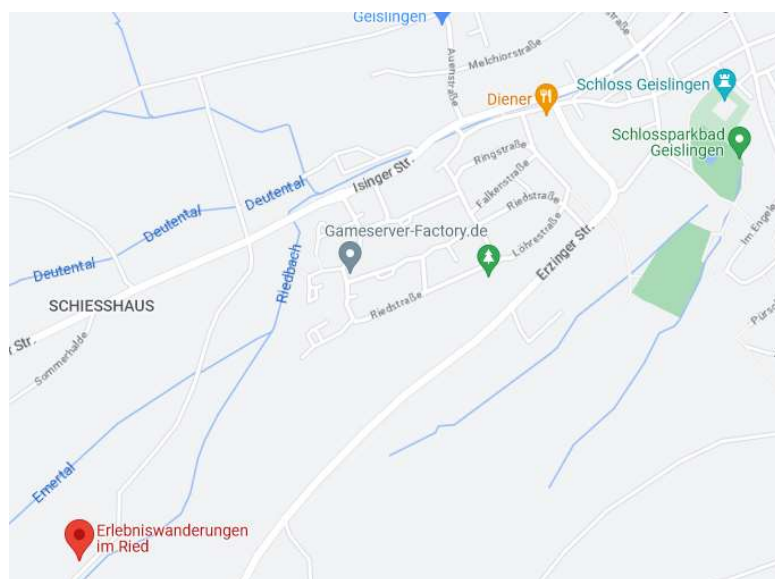 Geislingen
Melchiorstraße
Auenstraße
Diener
Schloss Geislingen
Schlossparkbad
Geislingen
Ringstraße
Isinger Str.
Falkenstraße
Riedstraße
Deutental
Deutental
Deutental
Gameserver-Factory.de
Löhrestraße
Im Engele
Erzinger Str.
Riedbach
SCHIESSHAUS
Riedstraße
r Str.
Sommerhalde
Emertal
Erlebniswanderungen
im Ried